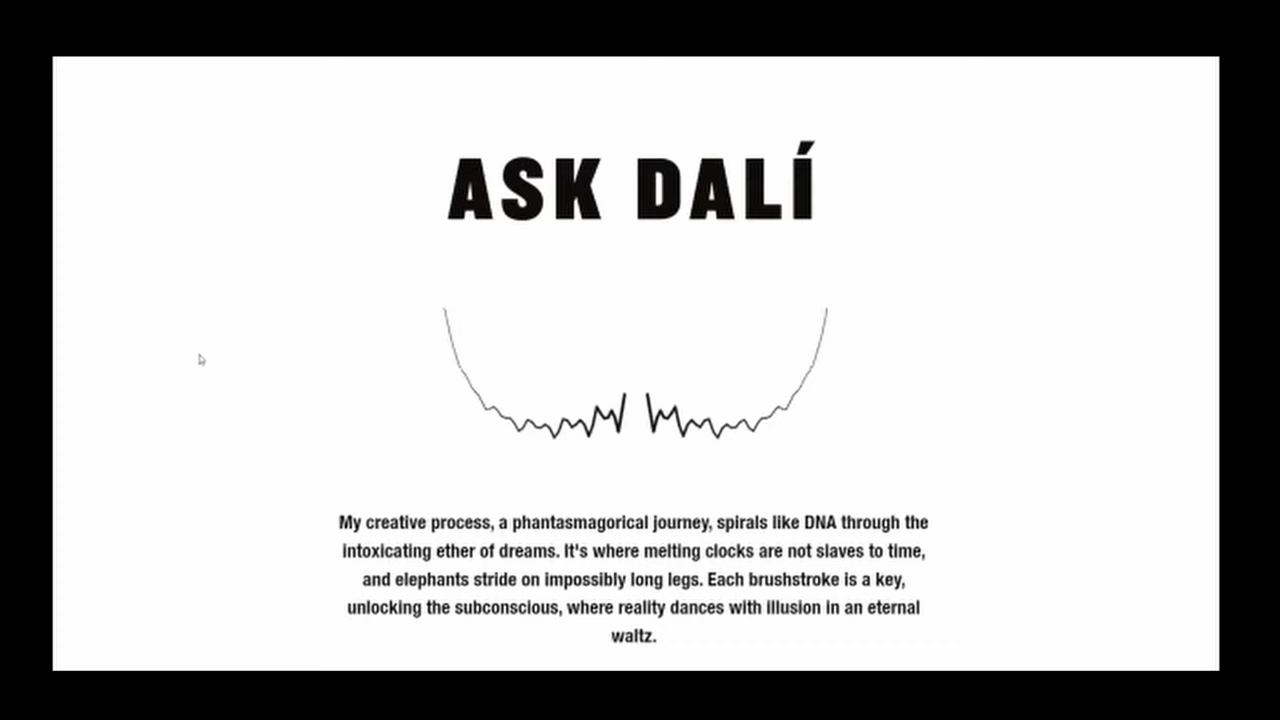 ASK DALÍ
My creative process, a phantasmagorical journey, spirals like DNA through the
intoxicating ether of dreams. It's where melting clocks are not slaves to time,
and elephants stride on impossibly long legs. Each brushstroke is a key,
unlocking the subconscious, where reality dances with illusion in an eternal
waltz.